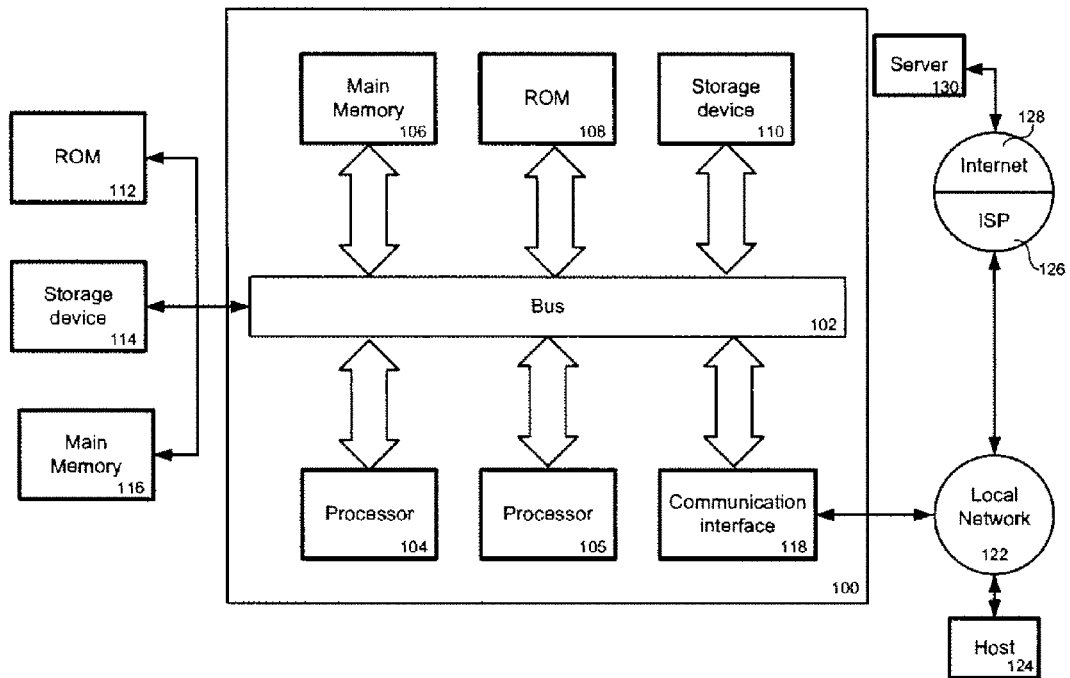 Main
Memory
106
ROM
108
Storage
device
110
Server
130
128
Internet
ISP
126
ROM
112
Storage
device
114
Main
Memory
116
Bus
102
Processor
104
Processor
105
Communication
interface
118
100
Local
Network
122
Host
124